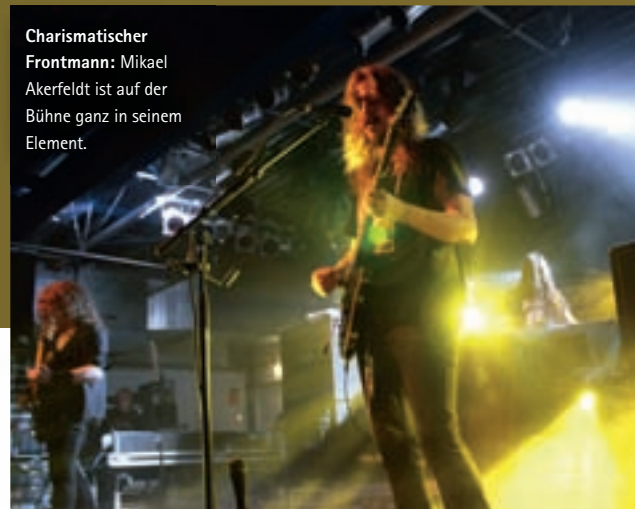 Charismatischer
Frontmann: Mikael
Akerfeldt ist auf der
Bühne ganz in seinem
Element.